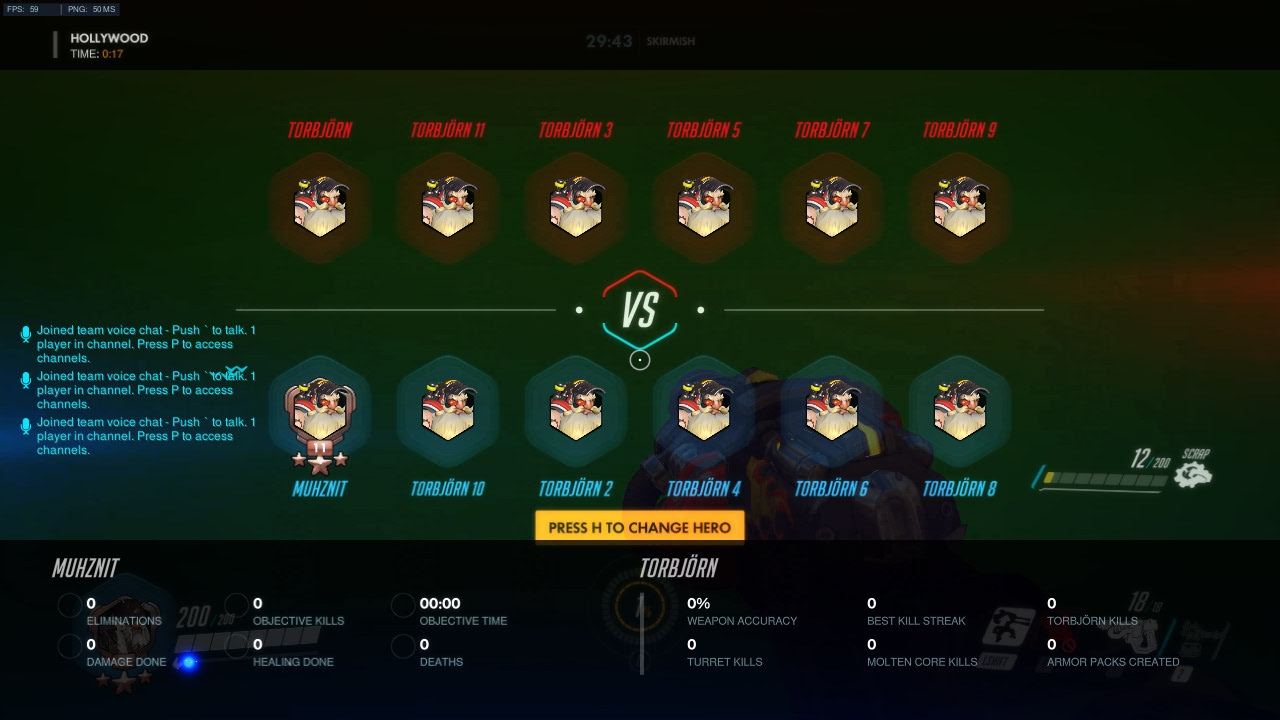 FPS: 59 | PNG: 50 MS
HOLLYWOOD
TIME: 0:17
29:43 SKIRMISH
TORBJÖRN TORBJÖRN 11 TORBJÖRN 3 TORBJÖRN 5 TORBJÖRN 7 TORBJÖRN 9
VS
Joined team voice chat - Push ` to talk. 1
player in channel. Press P to access
channels.
Joined team voice chat - Push ` to talk. 1
player in channel. Press P to access
channels.
Joined team voice chat - Push ` to talk. 1
player in channel. Press P to access
channels.
11
MUHZNIT TORBJÖRN 10 TORBJÖRN 2 TORBJÖRN 4 TORBJÖRN 6 TORBJÖRN 8
12/200 SCRAP
PRESS H TO CHANGE HERO
MUHZNIT TORBJÖRN
0 0 00:00 0% 0 0
ELIMINATIONS OBJECTIVE KILLS OBJECTIVE TIME WEAPON ACCURACY BEST KILL STREAK TORBJÖRN KILLS
0 0 0 0 0 0
DAMAGE DONE HEALING DONE DEATHS TURRET KILLS MOLTEN CORE KILLS ARMOR PACKS CREATED
200/200
18/18
LSHIFT
2